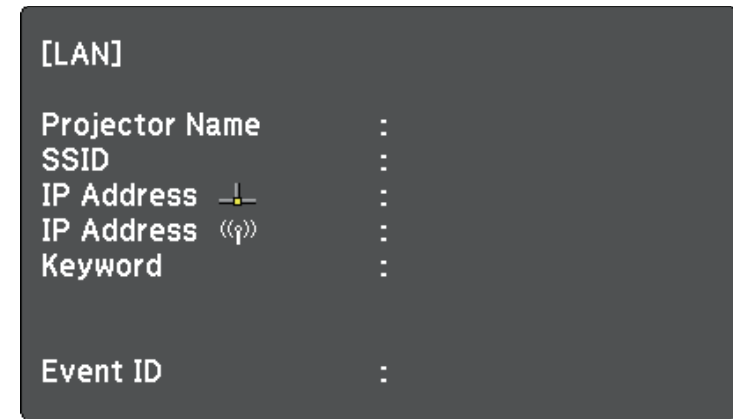 [LAN]
Projector Name :
SSID :
IP Address :
IP Address :
Keyword :
Event ID :